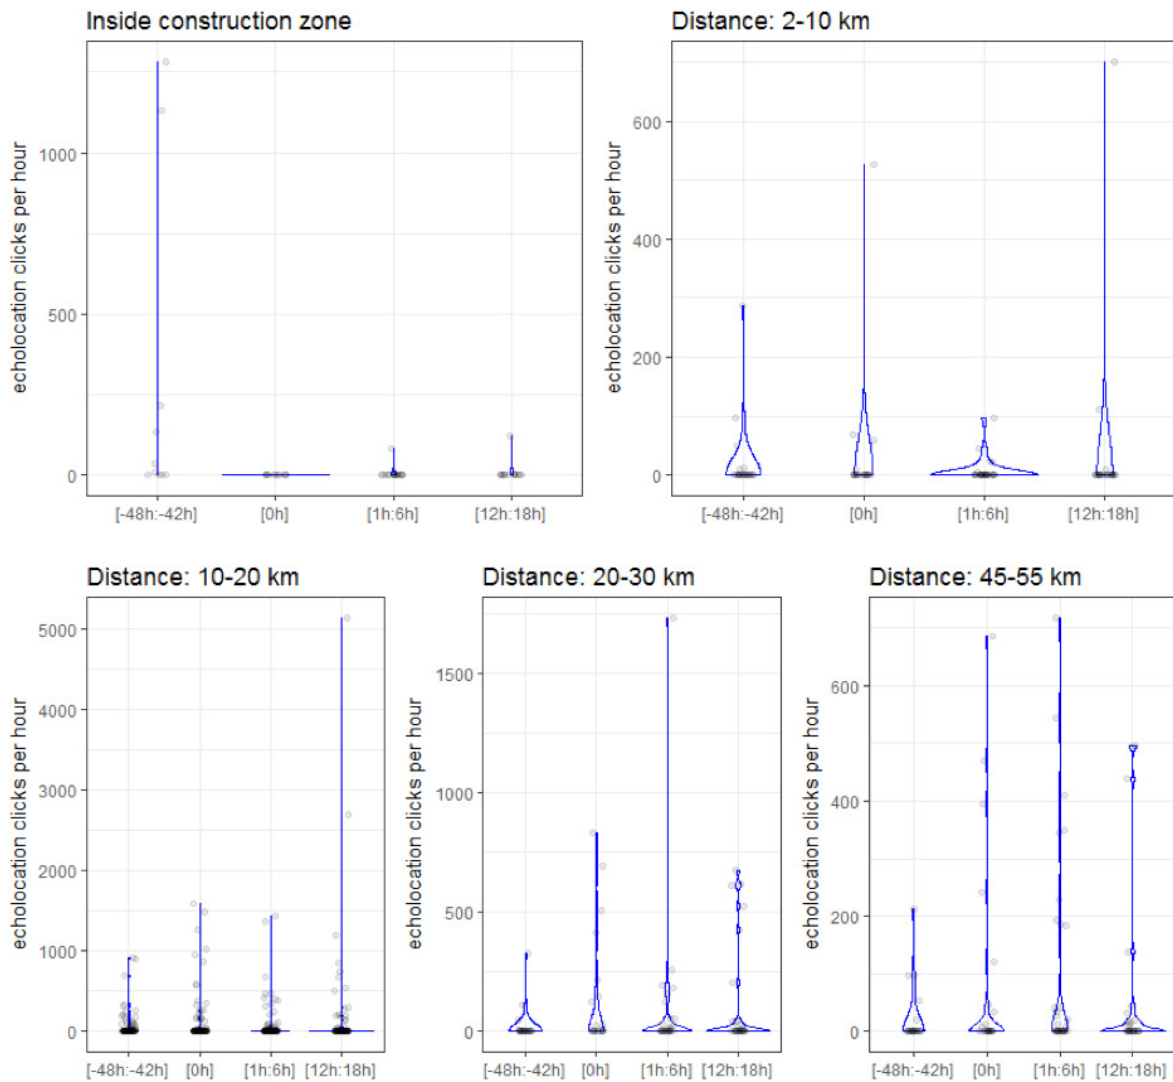 Inside construction zone
echolocation clicks per hour
1000
500
0
[-48h:-42h] [0h] [1h:6h] [12h:18h]
Distance: 2-10 km
echolocation clicks per hour
600
400
200
0
[-48h:-42h] [0h] [1h:6h] [12h:18h]
Distance: 10-20 km
echolocation clicks per hour
5000
4000
3000
2000
1000
0
[-48h:-42h] [0h] [1h:6h] [12h:18h]
Distance: 20-30 km
echolocation clicks per hour
1500
1000
500
0
[-48h:-42h] [0h] [1h:6h] [12h:18h]
Distance: 45-55 km
echolocation clicks per hour
600
400
200
0
[-48h:-42h] [0h] [1h:6h] [12h:18h]